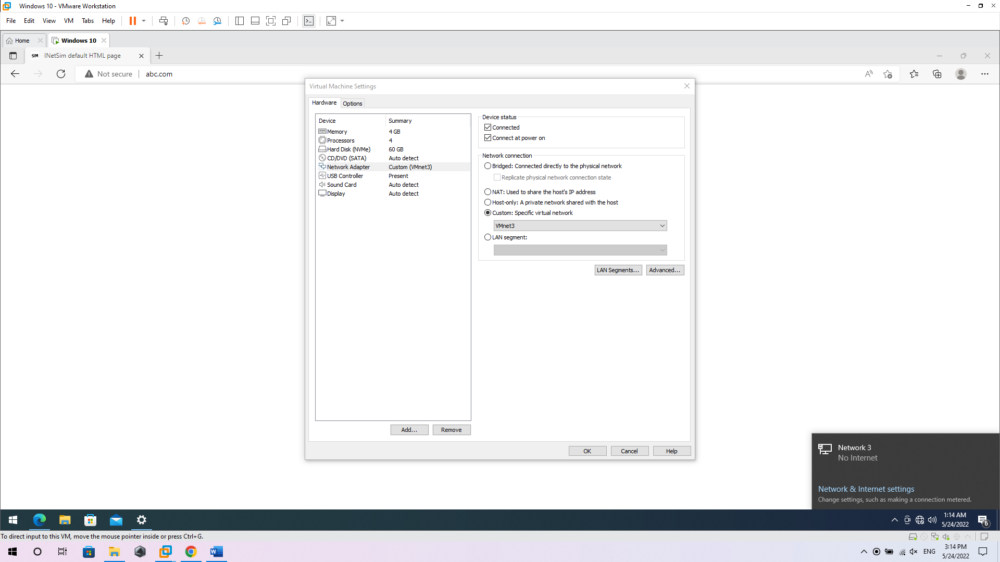 Windows 10 - VMware Workstation
File Edit View VM Tabs Help
Home Windows 10
SIM INetSim default HTML page
Not secure abc.com
Virtual Machine Settings
Hardware Options
Device Summary
Memory 4 GB
Processors 4
Hard Disk (NVMe) 60 GB
CD/DVD (SATA) Auto detect
Network Adapter Custom (VMnet3)
USB Controller Present
Sound Card Auto detect
Display Auto detect
Add... Remove
Device status
Connected
Connect at power on
Network connection
Bridged: Connected directly to the physical network
Replicate physical network connection state
NAT: Used to share the host's IP address
Host-only: A private network shared with the host
Custom: Specific virtual network
VMnet3
LAN segment:
LAN Segments... Advanced...
OK Cancel Help
Network 3
No Internet
Network & Internet settings
Change settings, such as making a connection metered.
1:14 AM
5/24/2022
6
To direct input to this VM, move the mouse pointer inside or press Ctrl+G.
ENG
3:14 PM
5/24/2022